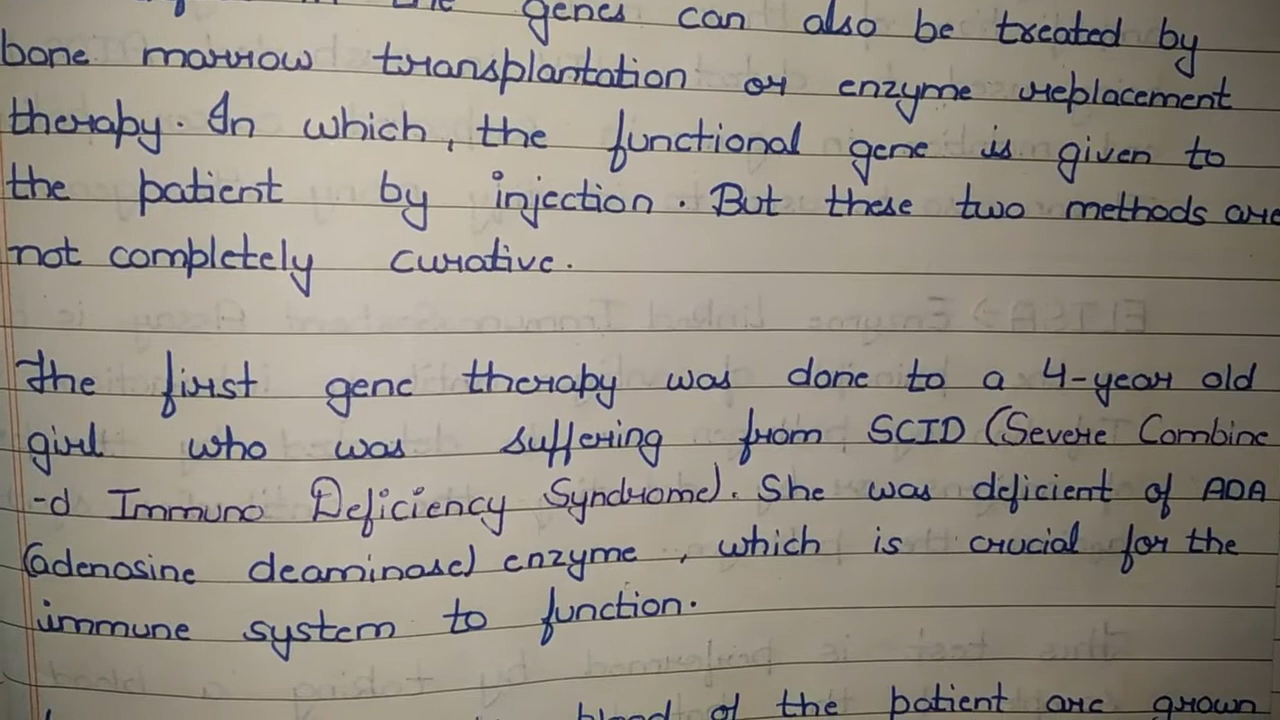 the genes can also be treated by
bone marrow transplantation or enzyme replacement
therapy. In which, the functional gene is given to
the patient by injection. But these two methods are
not completely curative.
The first gene therapy was done to a 4-year old
girl who was suffering from SCID (Severe Combine
-d Immuno Deficiency Syndrome). She was deficient of ADA
(adenosine deaminase) enzyme, which is crucial for the
immune system to function.
blood of the patient are grown